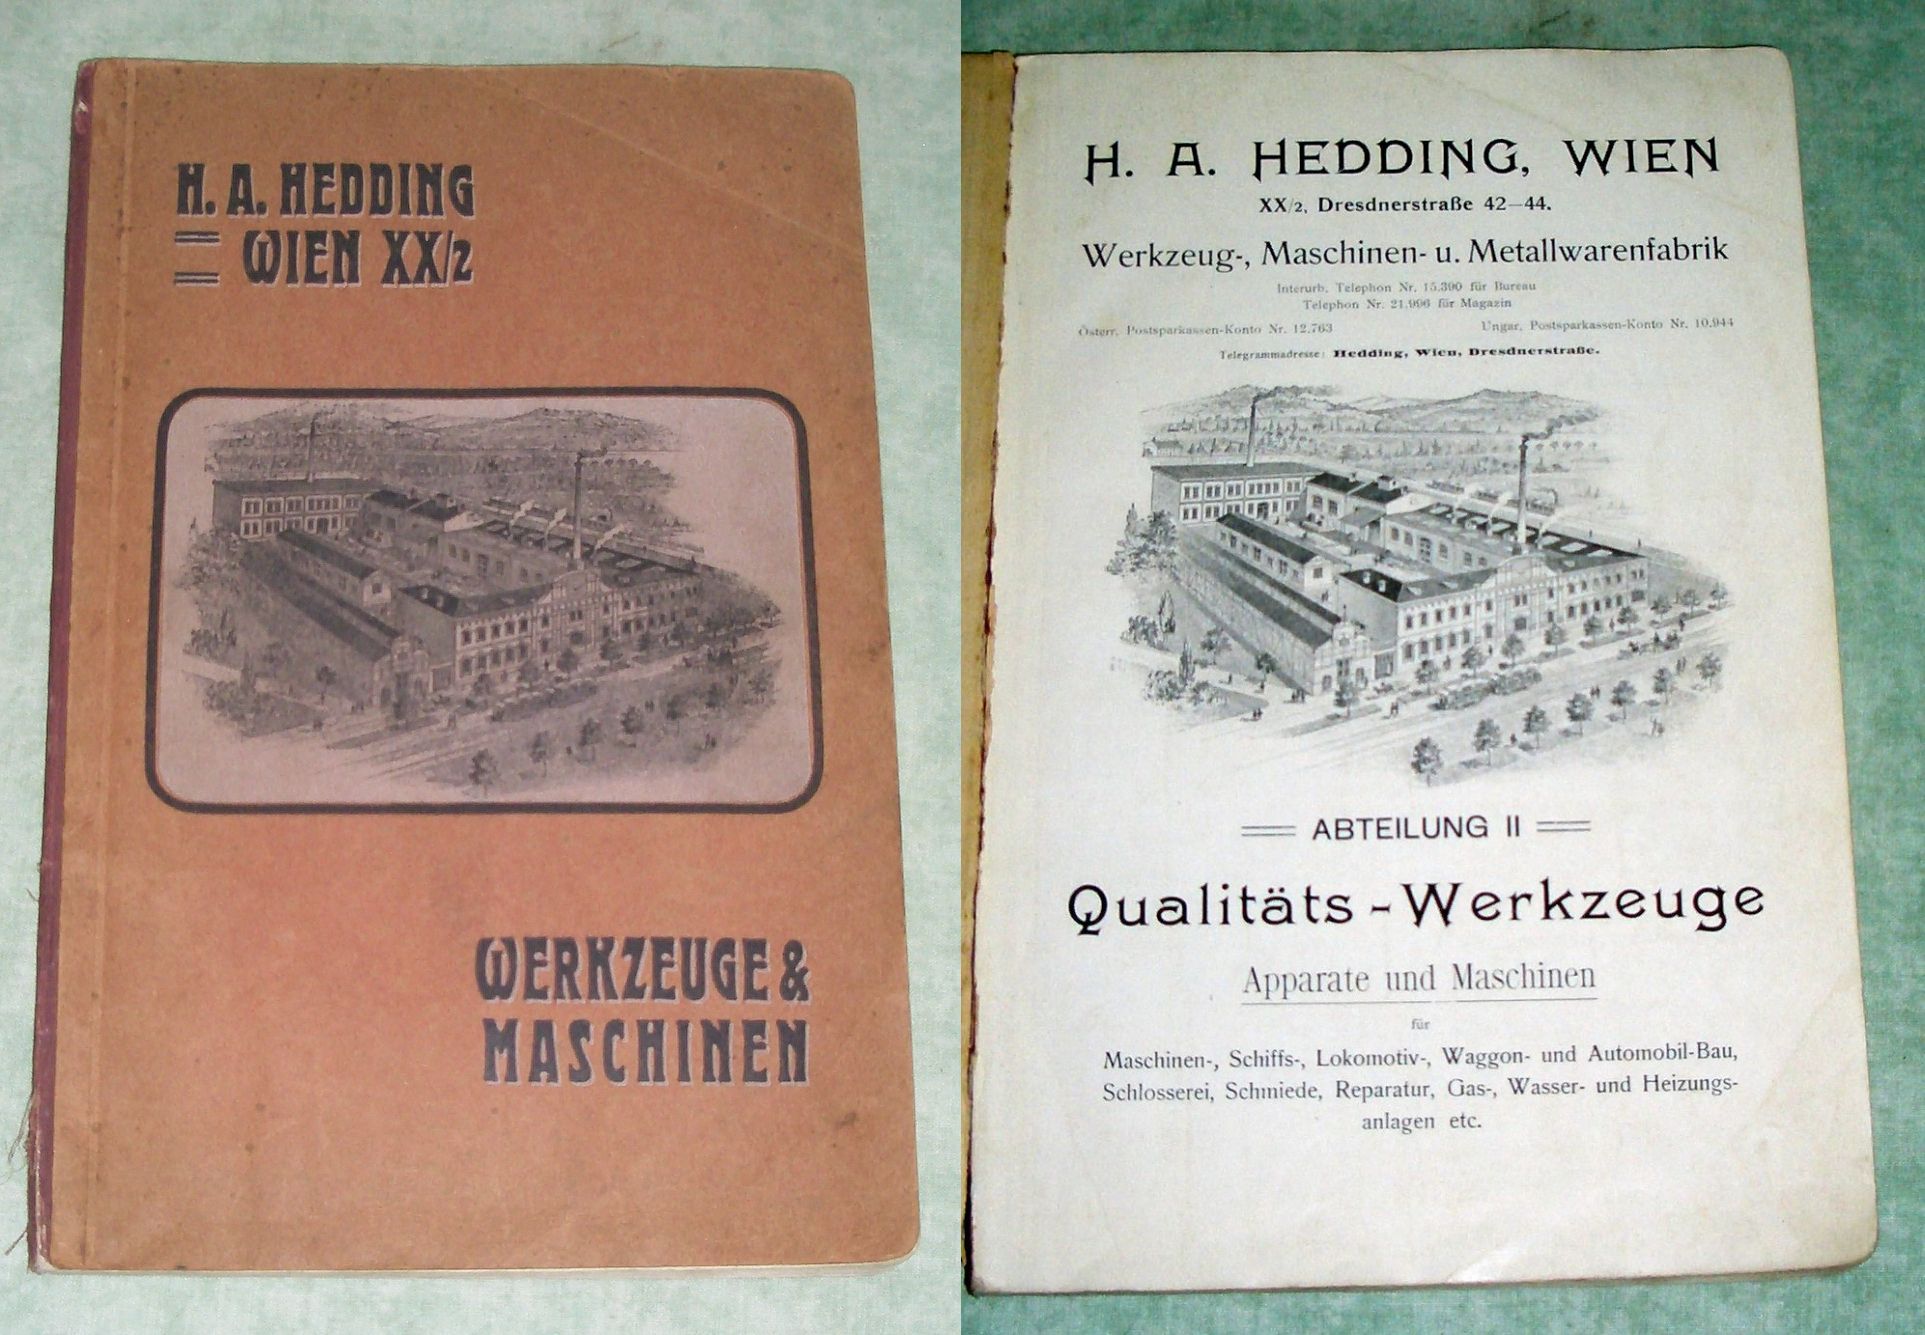 H. A. HEDDING
WIEN XX/2
WERKZEUGE &
MASCHINEN
H. A. HEDDING, WIEN
XX/2, Dresdnerstraße 42—44.
Werkzeug-, Maschinen- u. Metallwarenfabrik
Interurb. Telephon Nr. 15.390 für Bureau
Telephon Nr. 21.996 für Magazin
Österr. Postsparkassen-Konto Nr. 12.763 Ungar. Postsparkassen-Konto Nr. 10.944
Telegrammadresse: Hedding, Wien, Dresdnerstraße.
ABTEILUNG II
Qualitäts-Werkzeuge
Apparate und Maschinen
für
Maschinen-, Schiffs-, Lokomotiv-, Waggon- und Automobil-Bau,
Schlosserei, Schmiede, Reparatur, Gas-, Wasser- und Heizungs-
anlagen etc.